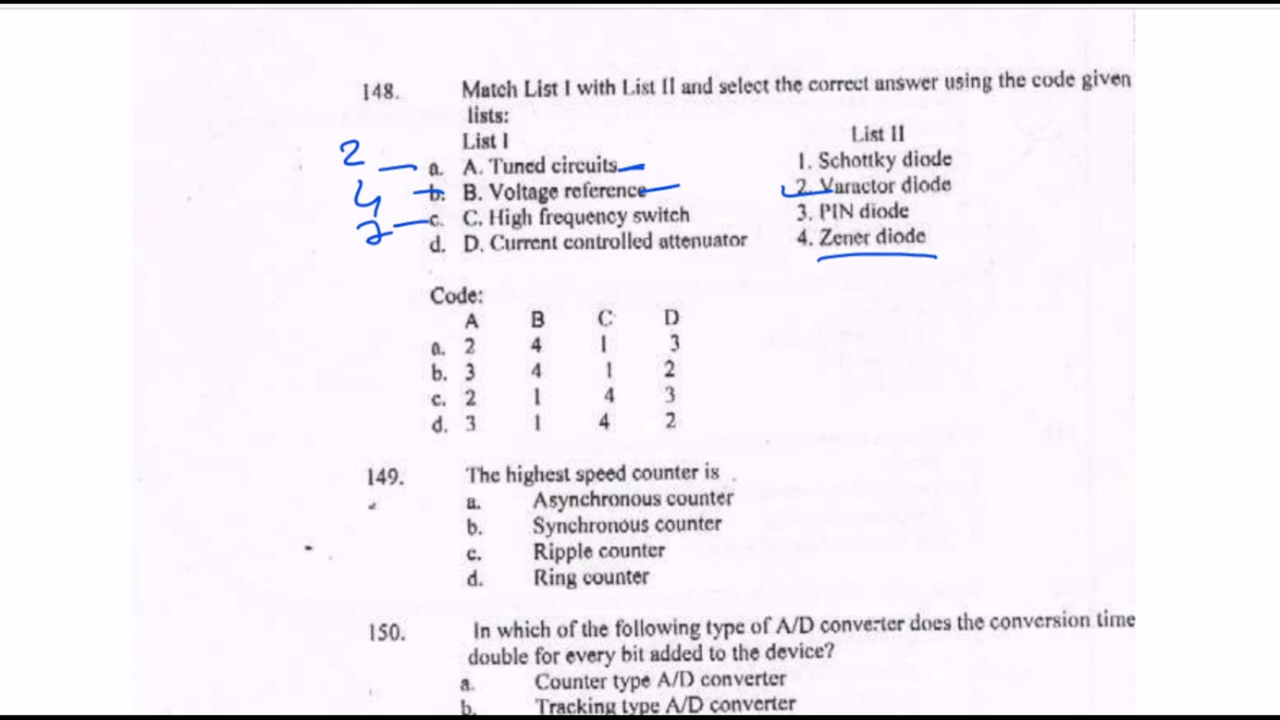 148. Match List I with List II and select the correct answer using the code given
lists:
List I List II
2 a. A. Tuned circuits 1. Schottky diode
4 b. B. Voltage reference 2. Varactor diode
c. C. High frequency switch 3. PIN diode
d. D. Current controlled attenuator 4. Zener diode
Code:
A B C D
a. 2 4 1 3
b. 3 4 1 2
c. 2 1 4 3
d. 3 1 4 2
149. The highest speed counter is
a. Asynchronous counter
b. Synchronous counter
c. Ripple counter
d. Ring counter
150. In which of the following type of A/D converter does the conversion time
double for every bit added to the device?
a. Counter type A/D converter
b. Tracking type A/D converter